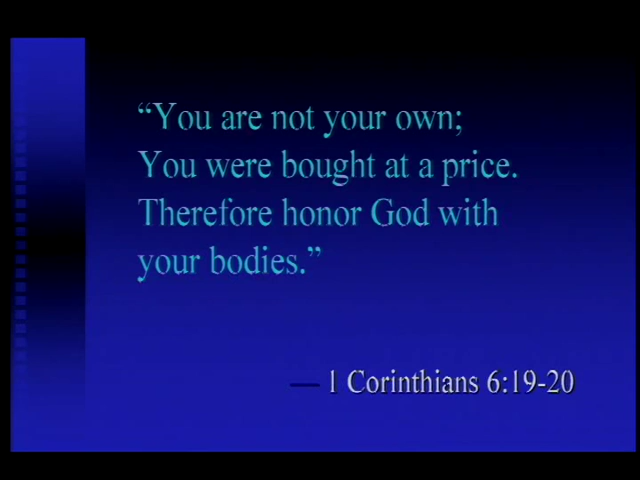 “You are not your own;
You were bought at a price.
Therefore honor God with
your bodies.”
— 1 Corinthians 6:19-20